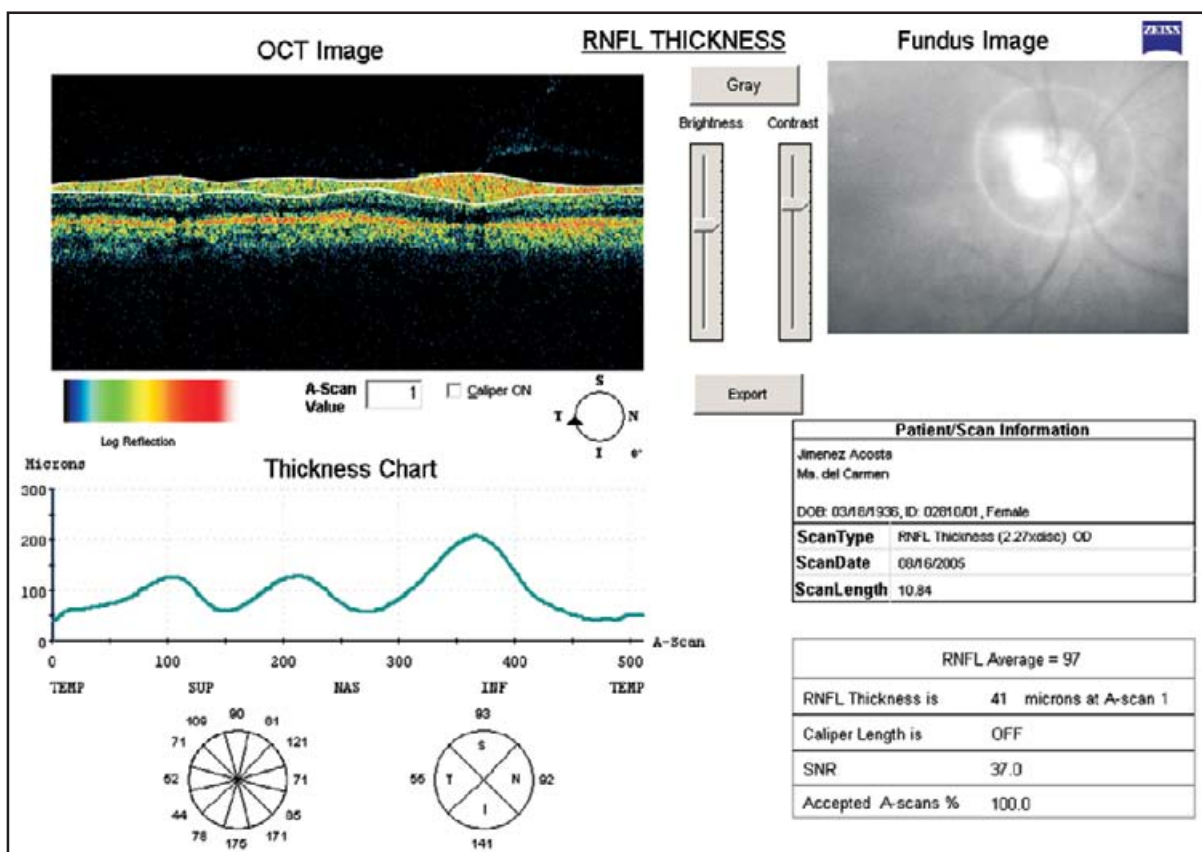 OCT Image
RNFL THICKNESS
Fundus Image
ZEISS
Gray
Brightness Contrast
A-Scan Value 1
Caliper ON
Log Reflection
S
T N
I 0°
Export
Patient/Scan Information
Jimenez Acosta
Ma. del Carmen
DOB: 03/18/1936, ID: 02810/01, Female
ScanType RNFL Thickness (2.27xdisc) OD
ScanDate 08/16/2005
ScanLength 10.84
Microns
Thickness Chart
300
200
100
0
0 100 200 300 400 500 A-Scan
TEMP SUP NAS INF TEMP
RNFL Average = 97
RNFL Thickness is 41 microns at A-scan 1
Caliper Length is OFF
SNR 37.0
Accepted A-scans % 100.0
90
109 81
71 121
52 71
44 85
78 171
175
93
S
55 T N 92
I
141